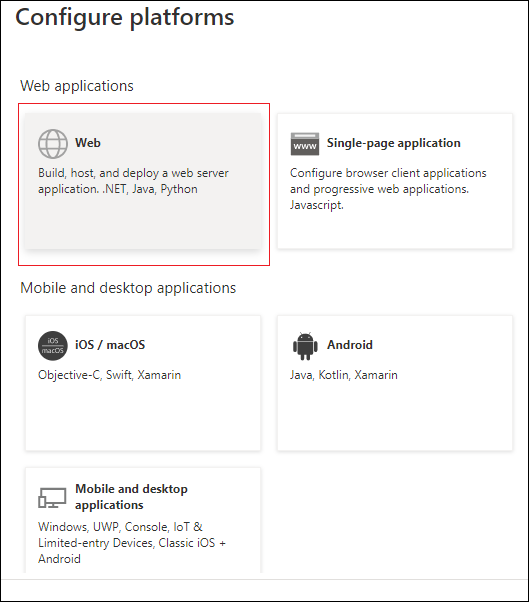 Configure platforms
Web applications
Web
Build, host, and deploy a web server
application. .NET, Java, Python
www
Single-page application
Configure browser client applications
and progressive web applications.
Javascript.
Mobile and desktop applications
iOS
macOS
iOS / macOS
Objective-C, Swift, Xamarin
Android
Java, Kotlin, Xamarin
Mobile and desktop
applications
Windows, UWP, Console, IoT &
Limited-entry Devices, Classic iOS +
Android